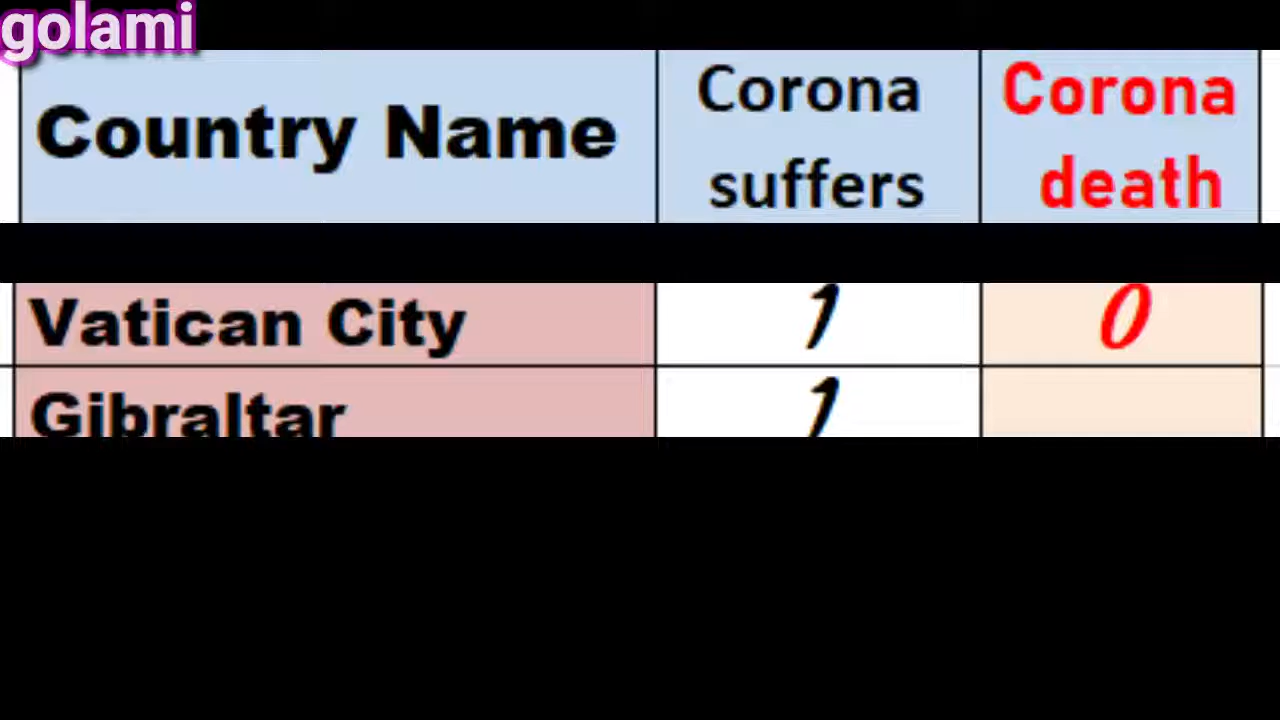 golami
Country Name Corona suffers Corona death
Vatican City 1 0
Gibraltar 1